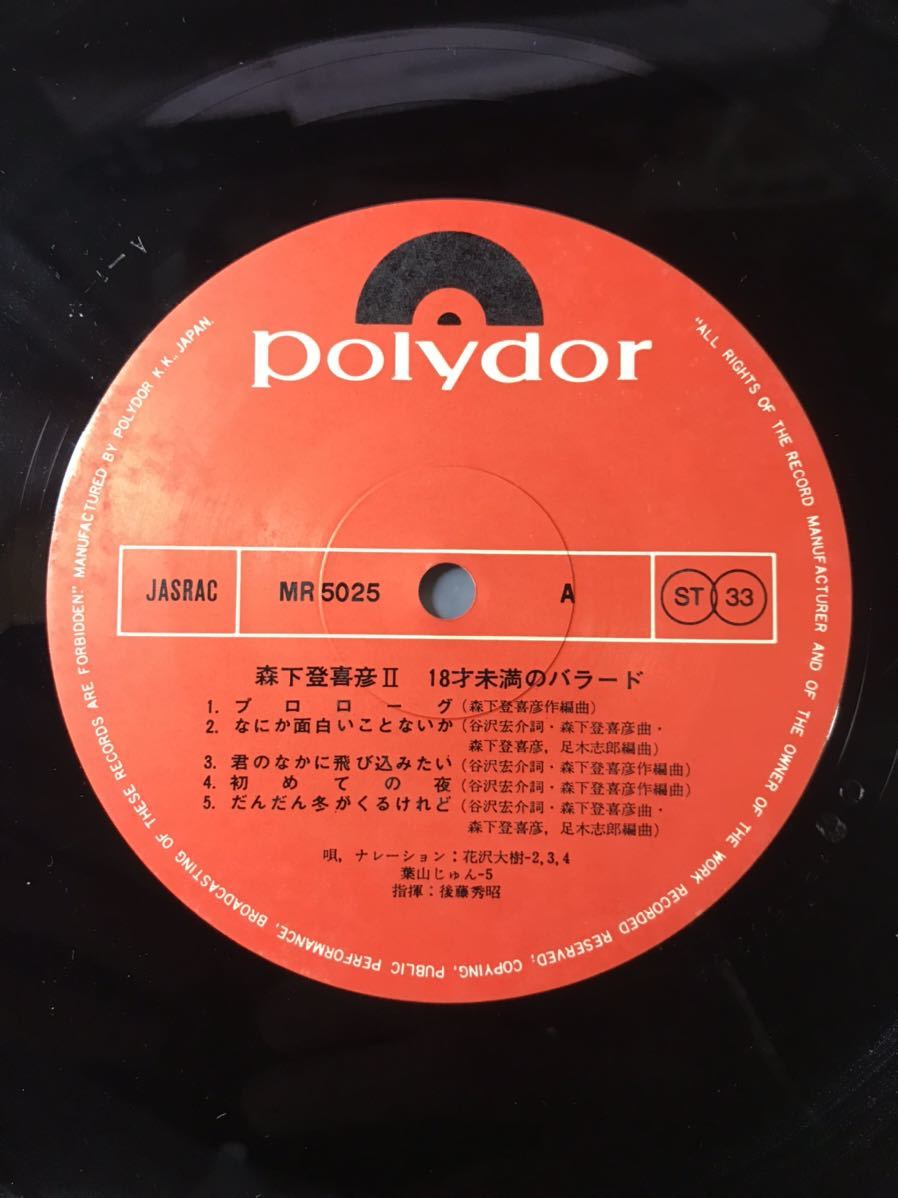 polydor
JASRAC MR 5025 A ST 33
森下登喜彦Ⅱ 18才未満のバラード
1. プロローグ(森下登喜彦作編曲)
2. なにか面白いことないか(谷沢宏介詞・森下登喜彦曲・
森下登喜彦, 足木志郎編曲)
3. 君のなかに飛び込みたい(谷沢宏介詞・森下登喜彦作編曲)
4. 初めての夜(谷沢宏介詞・森下登喜彦作編曲)
5. だんだん冬がくるけれど(谷沢宏介詞・森下登喜彦曲・
森下登喜彦, 足木志郎編曲)
唄, ナレーション:花沢大樹-2,3,4
葉山じゅん-5
指揮:後藤秀昭
"ALL RIGHTS OF THE RECORD MANUFACTURER AND OF THE OWNER OF THE WORK RECORDED RESERVED; COPYING, PUBLIC PERFORMANCE, BROADCASTING OF THESE RECORDS ARE FORBIDDEN." MANUFACTURED BY POLYDOR K.K., JAPAN.